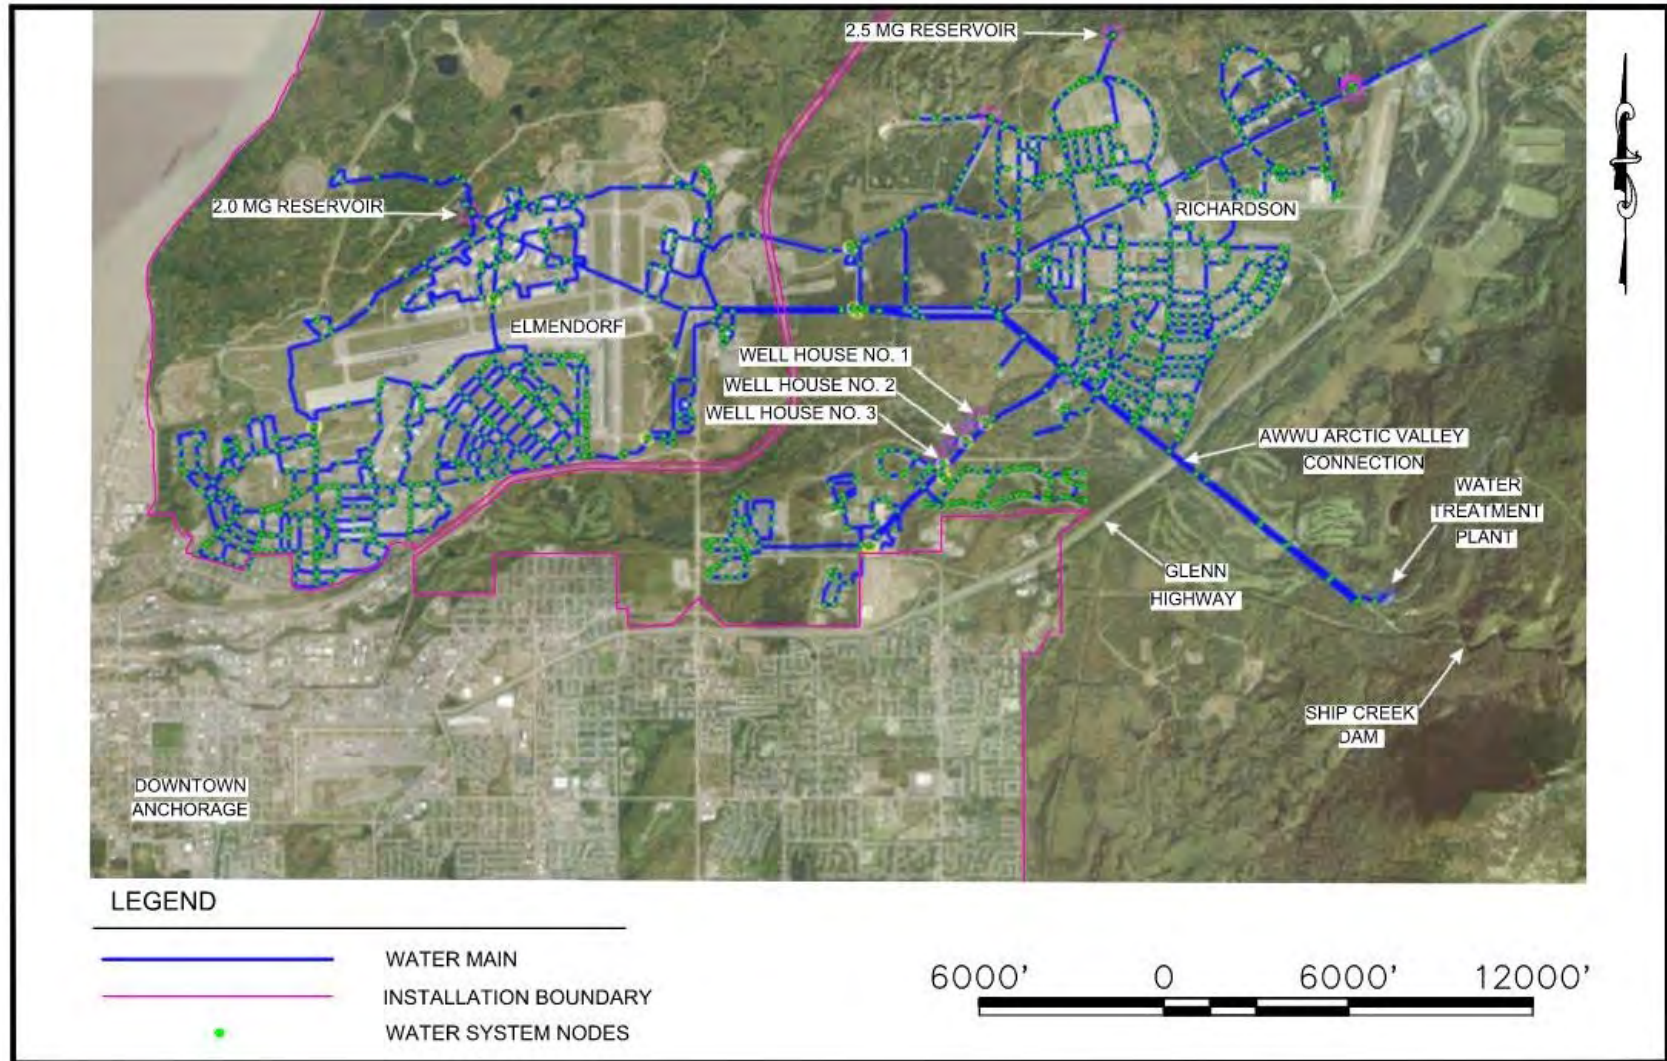 2.5 MG RESERVOIR
2.0 MG RESERVOIR
RICHARDSON
ELMENDORF
WELL HOUSE NO. 1
WELL HOUSE NO. 2
WELL HOUSE NO. 3
AWWU ARCTIC VALLEY
CONNECTION
WATER
TREATMENT
PLANT
GLENN
HIGHWAY
SHIP CREEK
DAM
DOWNTOWN
ANCHORAGE
LEGEND
WATER MAIN
INSTALLATION BOUNDARY
WATER SYSTEM NODES
6000' 0 6000' 12000'